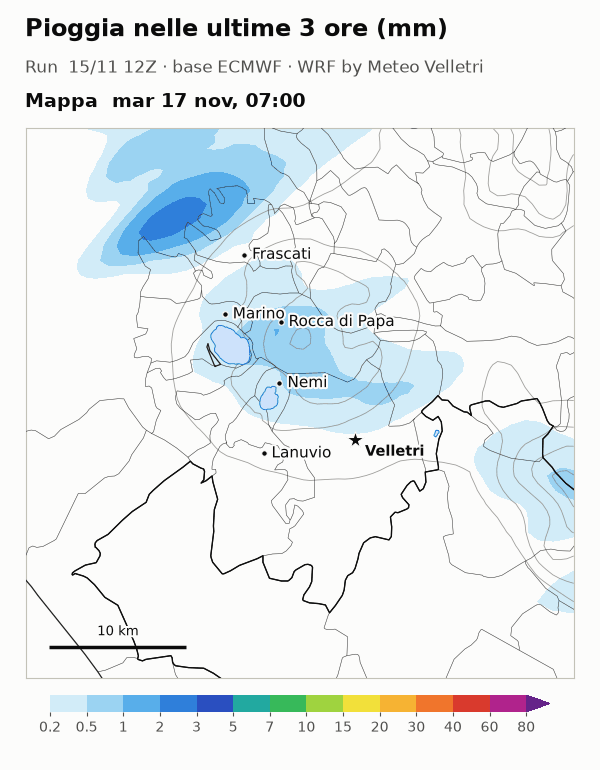 Pioggia nelle ultime 3 ore (mm)
Run  15/11 12Z · base ECMWF · WRF by Meteo Velletri
Mappa  mar 17 nov, 07:00
Frascati
Marino
Rocca di Papa
Nemi
Velletri
Lanuvio
10 km
0.2 0.5 1 2 3 5 7 10 15 20 30 40 60 80